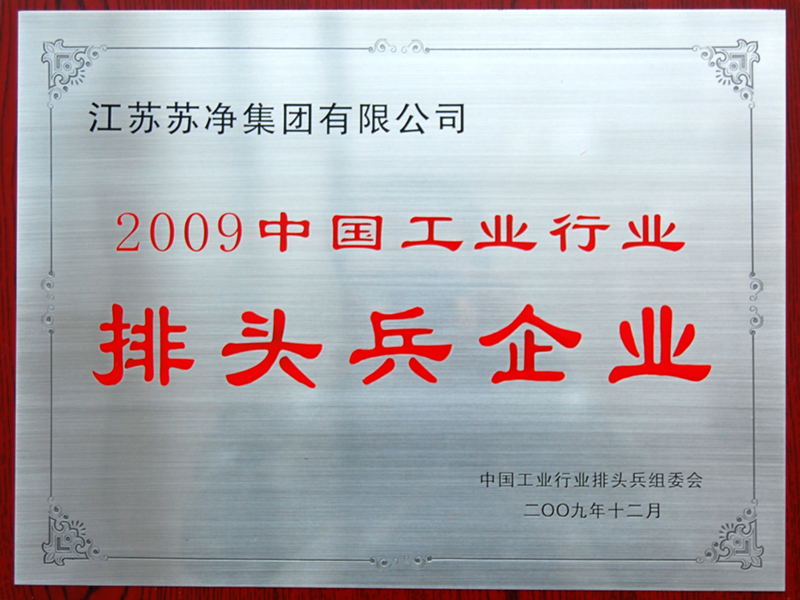 江苏苏净集团有限公司
2009中国工业行业
排头兵企业
中国工业行业排头兵组委会
二〇〇九年十二月